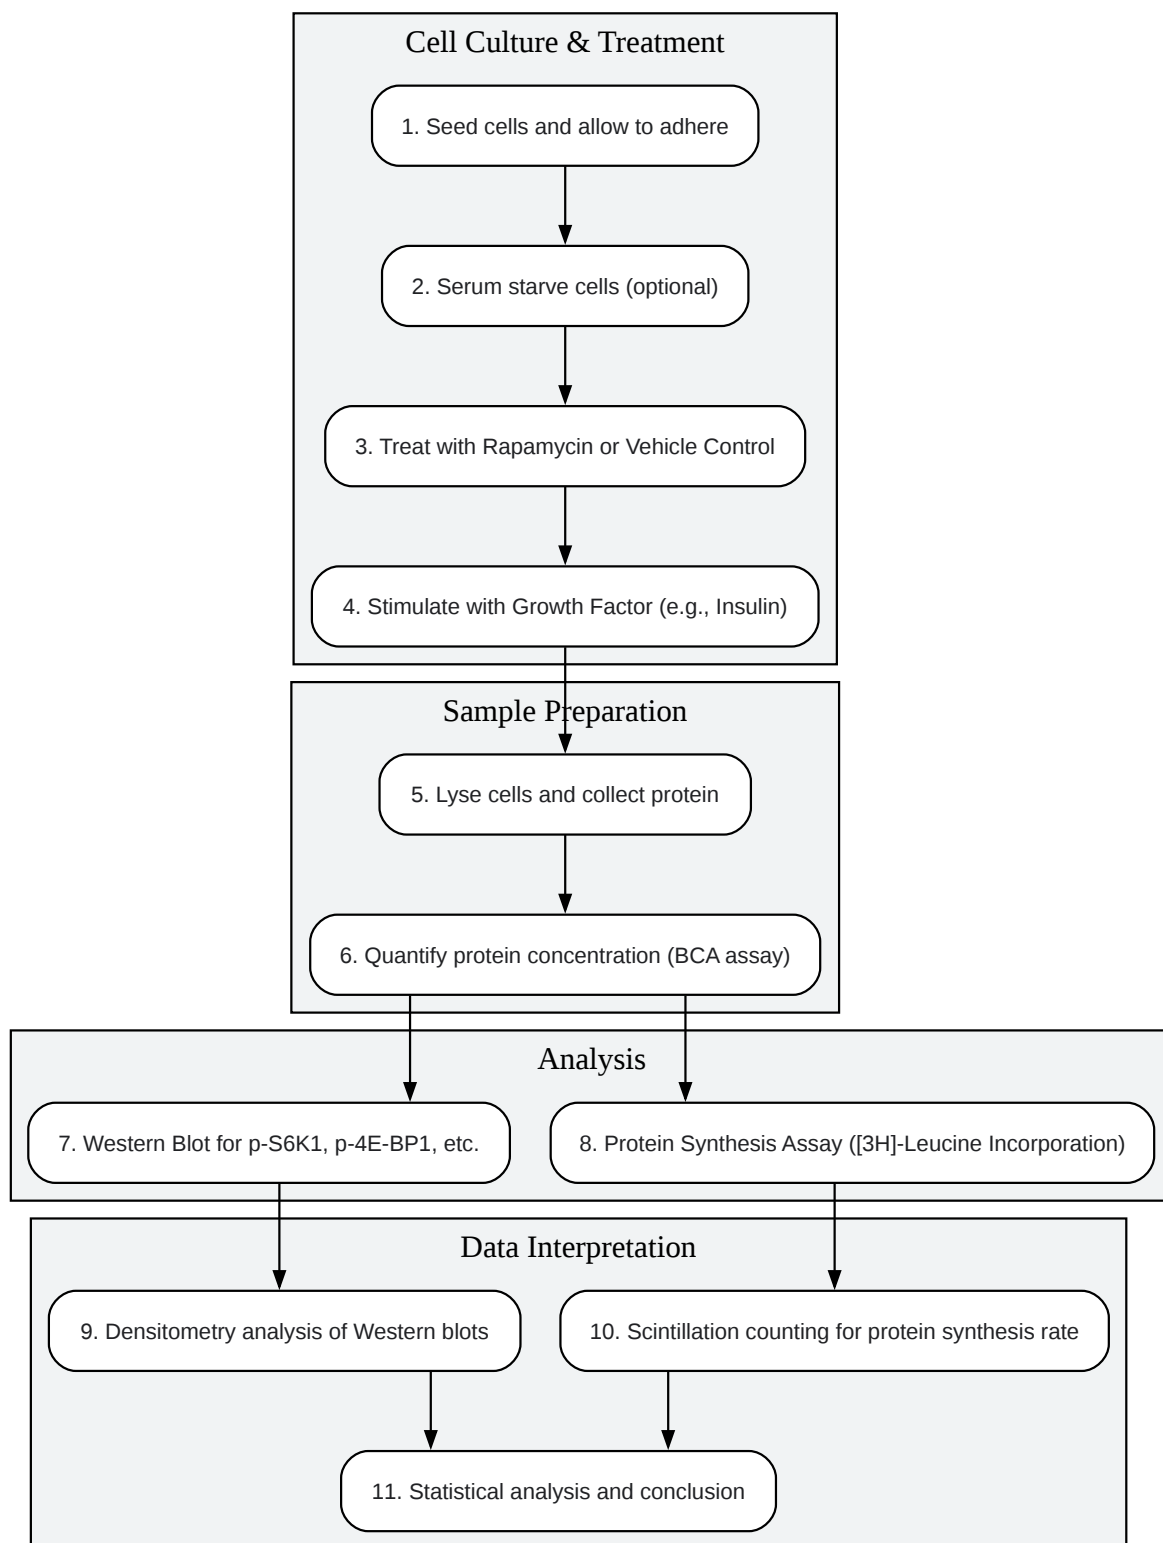 Cell Culture & Treatment
1. Seed cells and allow to adhere
2. Serum starve cells (optional)
3. Treat with Rapamycin or Vehicle Control
4. Stimulate with Growth Factor (e.g., Insulin)
Sample Preparation
5. Lyse cells and collect protein
6. Quantify protein concentration (BCA assay)
Analysis
7. Western Blot for p-S6K1, p-4E-BP1, etc.
8. Protein Synthesis Assay ([3H]-Leucine Incorporation)
Data Interpretation
9. Densitometry analysis of Western blots
10. Scintillation counting for protein synthesis rate
11. Statistical analysis and conclusion